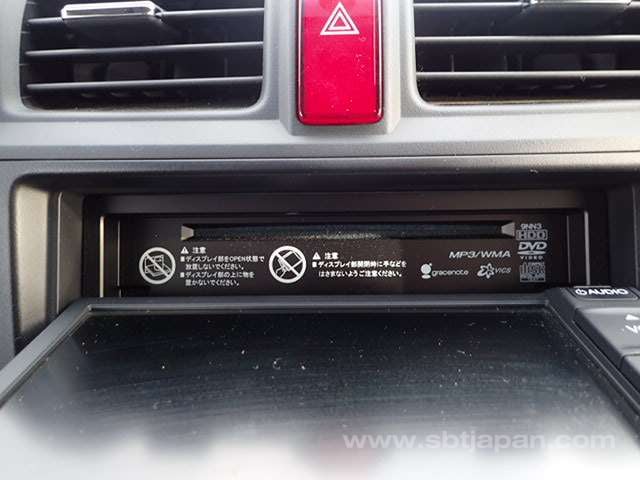 ⚠ 注意
■ディスプレイ部をOPEN状態で
放置しないでください。
■ディスプレイ部の上に物を
置かないでください。
⚠ 注意
■ディスプレイ部開閉時に手などを
はさまないようご注意ください。
MP3/WMA
gracenote
VICS
9NN3
HDD
DVD
VIDEO
AUDIO
www.sbtjapan.com